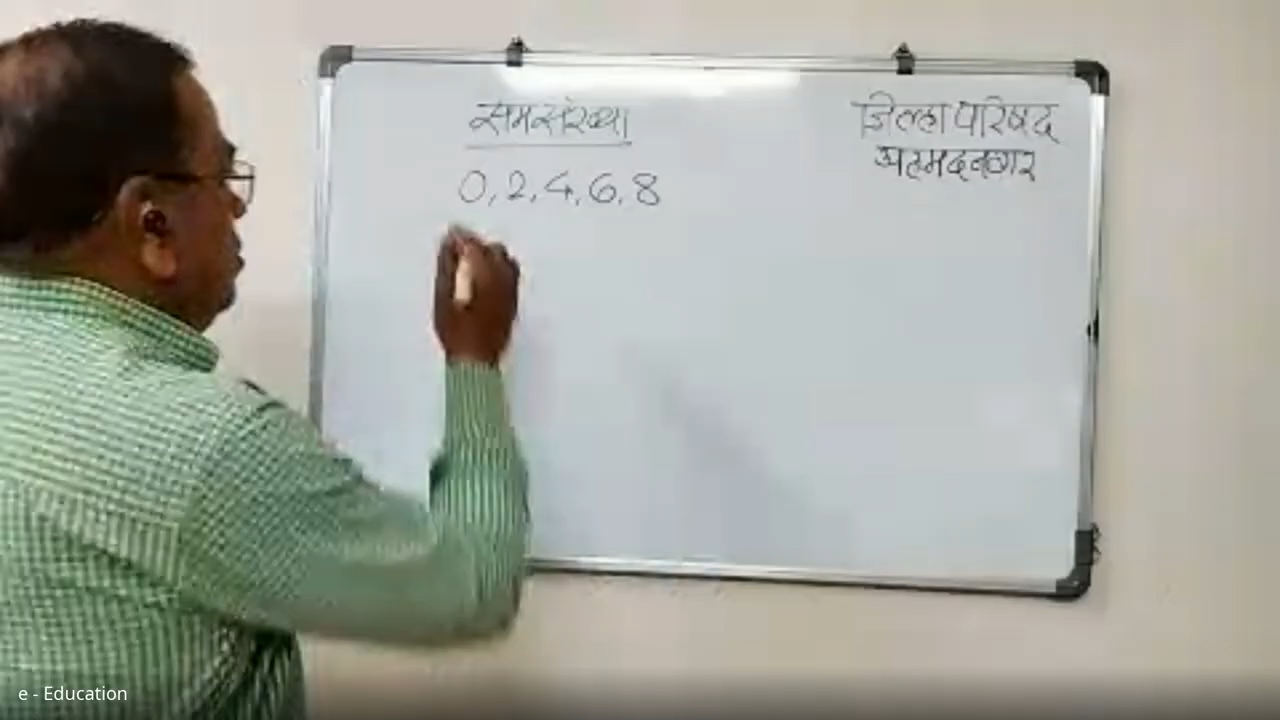 समसंख्या
0, 2, 4, 6, 8
जिल्हा परिषद
अहमदनगर
e - Education